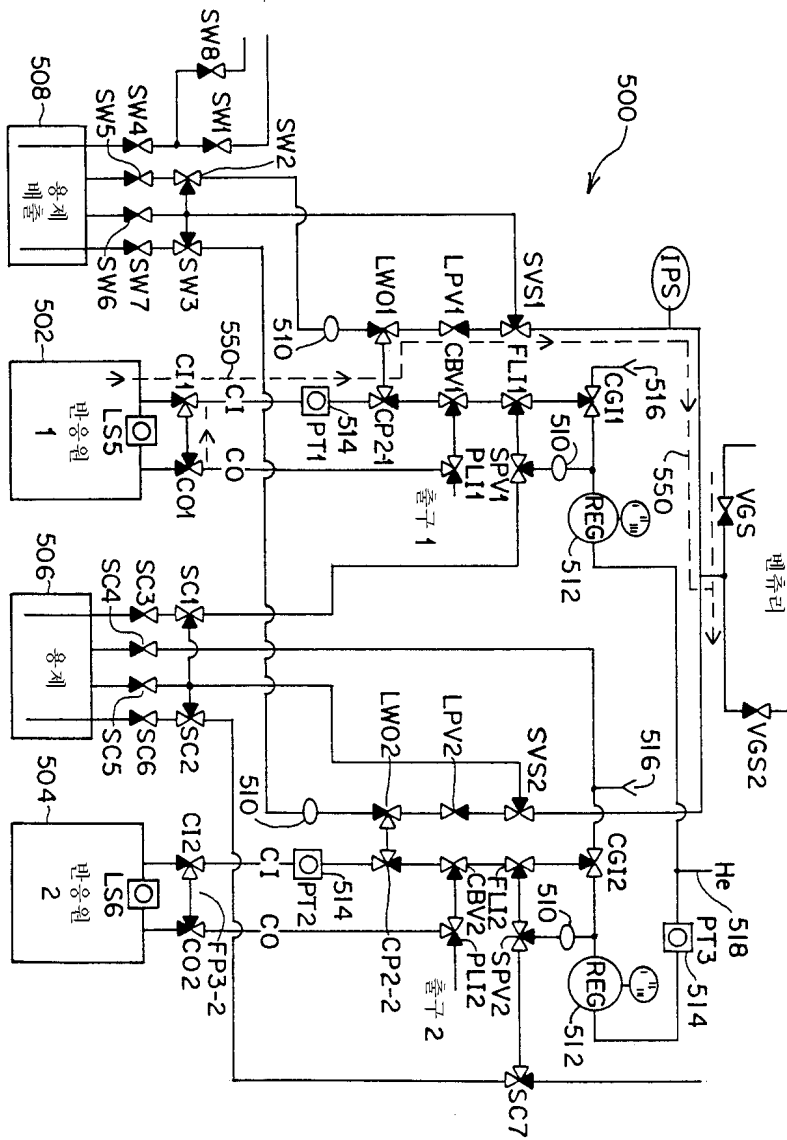 500
벤츄리
IPS
VGS
VGS2
550
He
518
PT3
514
516
CGI1
510
REG
512
SVS1
FLI1
SPV1
LPV1
CBV1
PLI1
출구 1
LWO1
CP2-1
510
PT1
514
CI
CO
550
CI1
CO1
502
LS5
반응원
1
SW8
SW1
SW2
SW4
SW5
SW3
SW6
SW7
508
용제
배출
516
CGI2
510
REG
512
SVS2
FLI2
SPV2
SC7
LPV2
CBV2
PLI2
출구 2
LWO2
CP2-2
510
PT2
514
CI
CO
FP3-2
CI2
CO2
504
LS6
반응원
2
SC1
SC2
SC3
SC4
SC5
SC6
506
용제